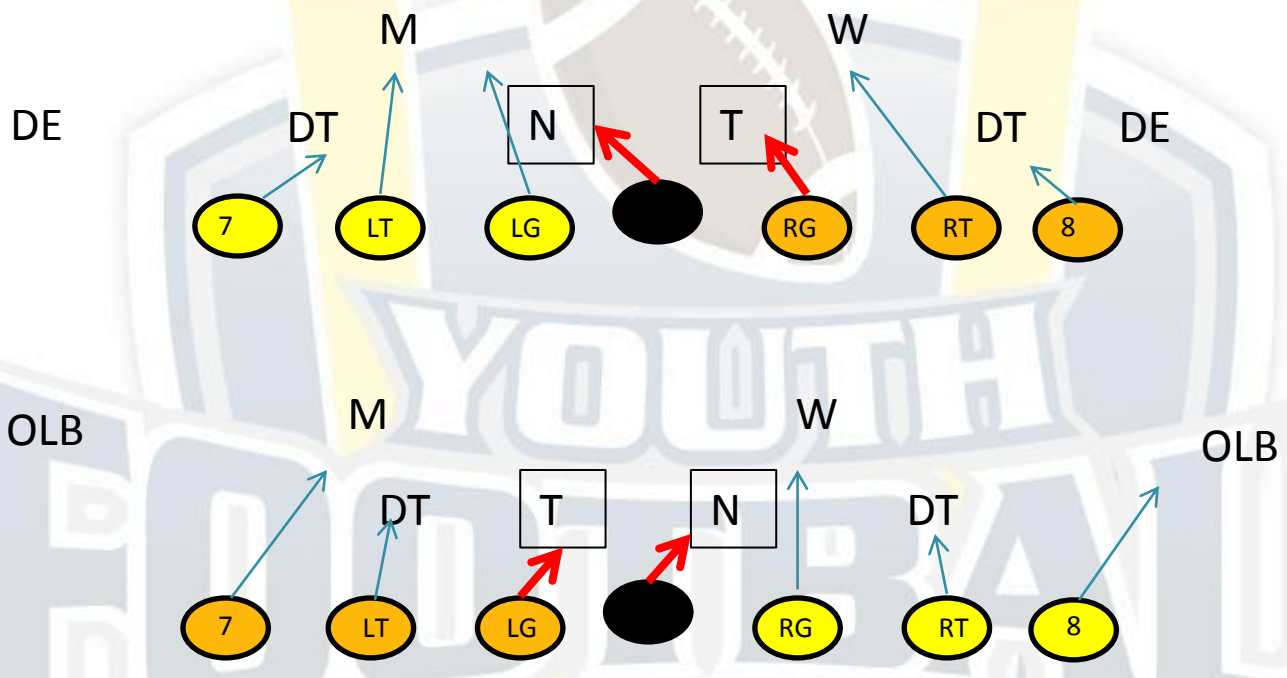 M W
DE DT N T DT DE
7 LT LG RG RT 8
YOUTH
M W
OLB OLB
FOOTBALL
DT T N DT
7 LT LG RG RT 8